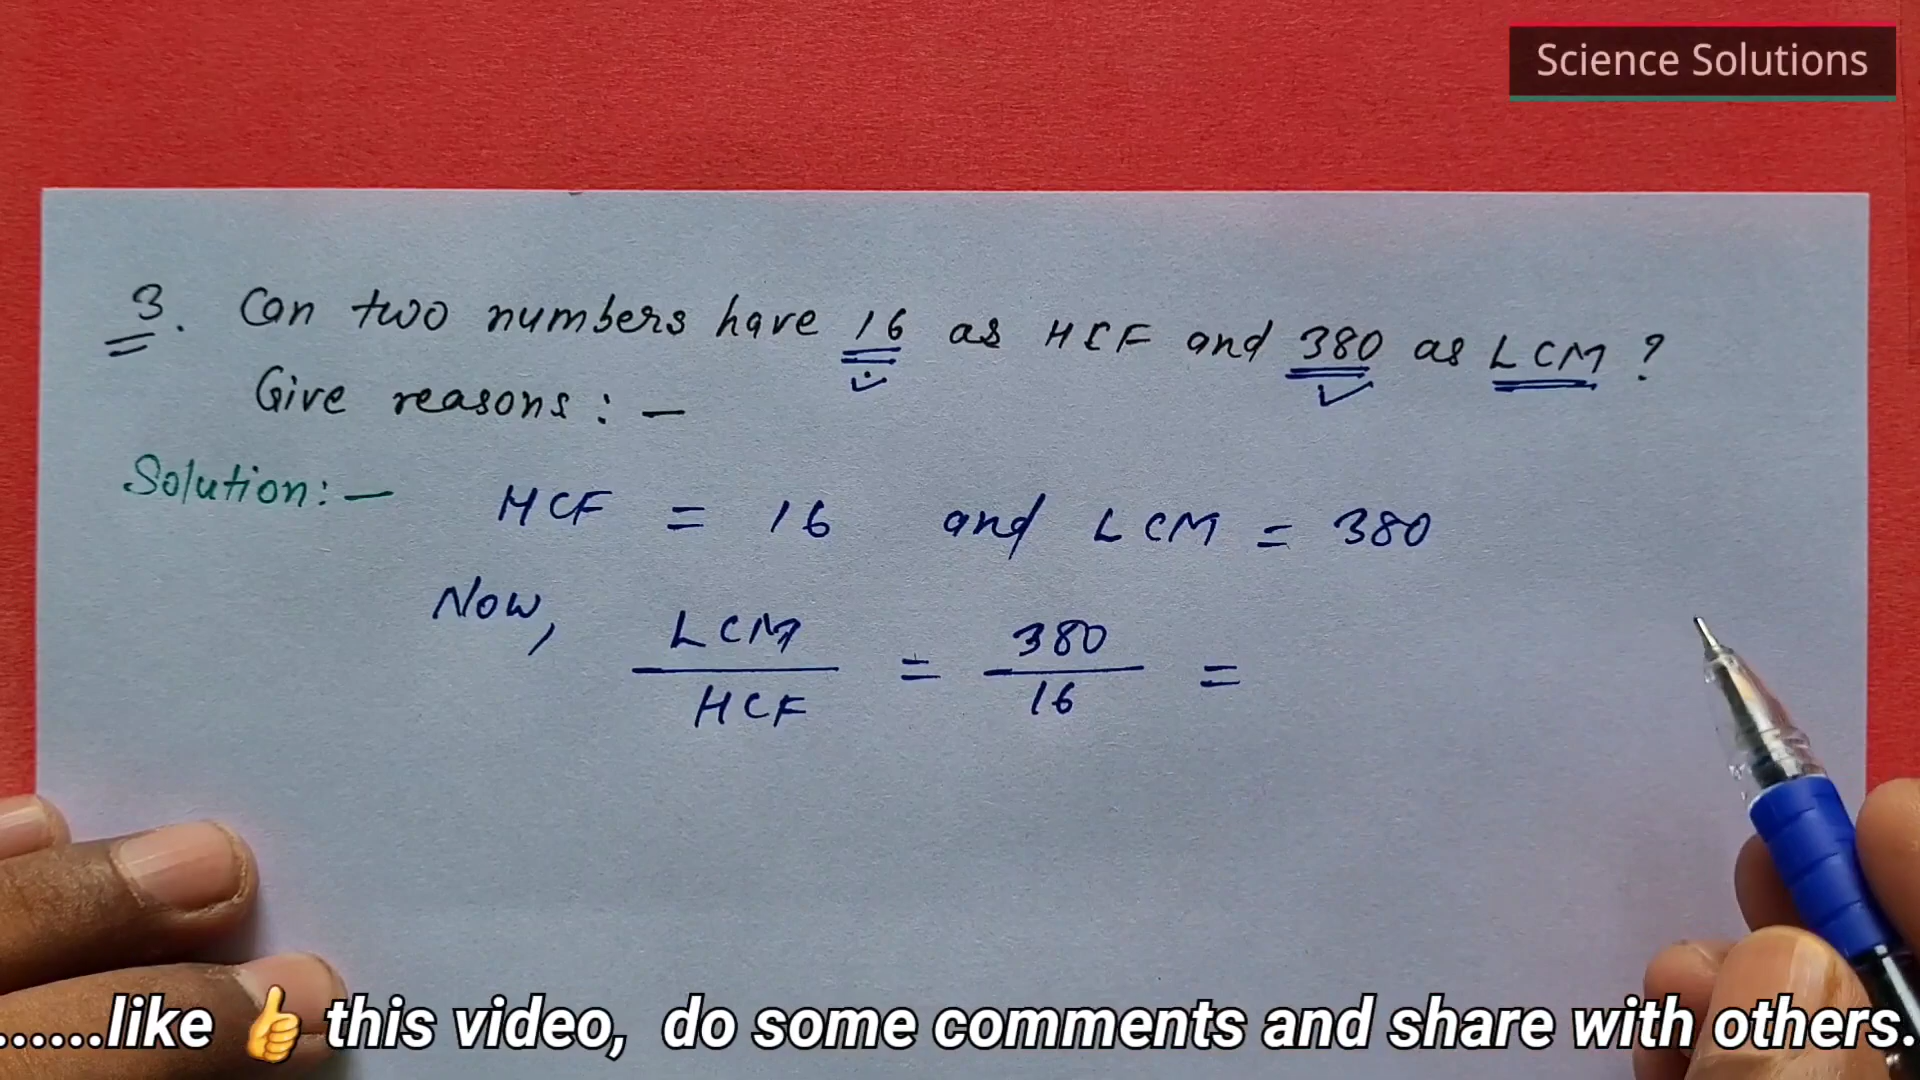 Science Solutions
3. Can two numbers have 16 as HCF and 380 as LCM?
Give reasons:-
Solution:- HCF = 16 and LCM = 380
Now, LCM/HCF = 380/16 =
......like 👍 this video, do some comments and share with others.